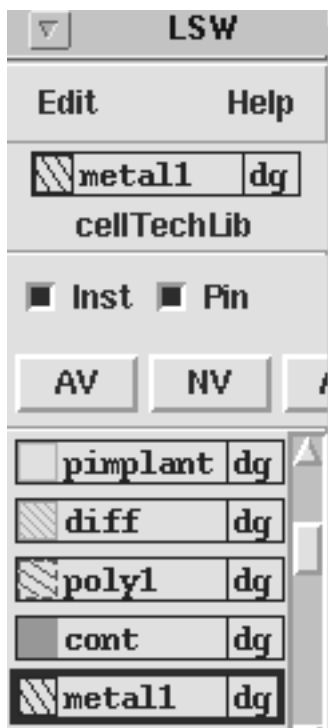 LSW
Edit Help
metal1 dg
cellTechLib
Inst Pin
AV NV
pimplant dg
diff dg
poly1 dg
cont dg
metal1 dg